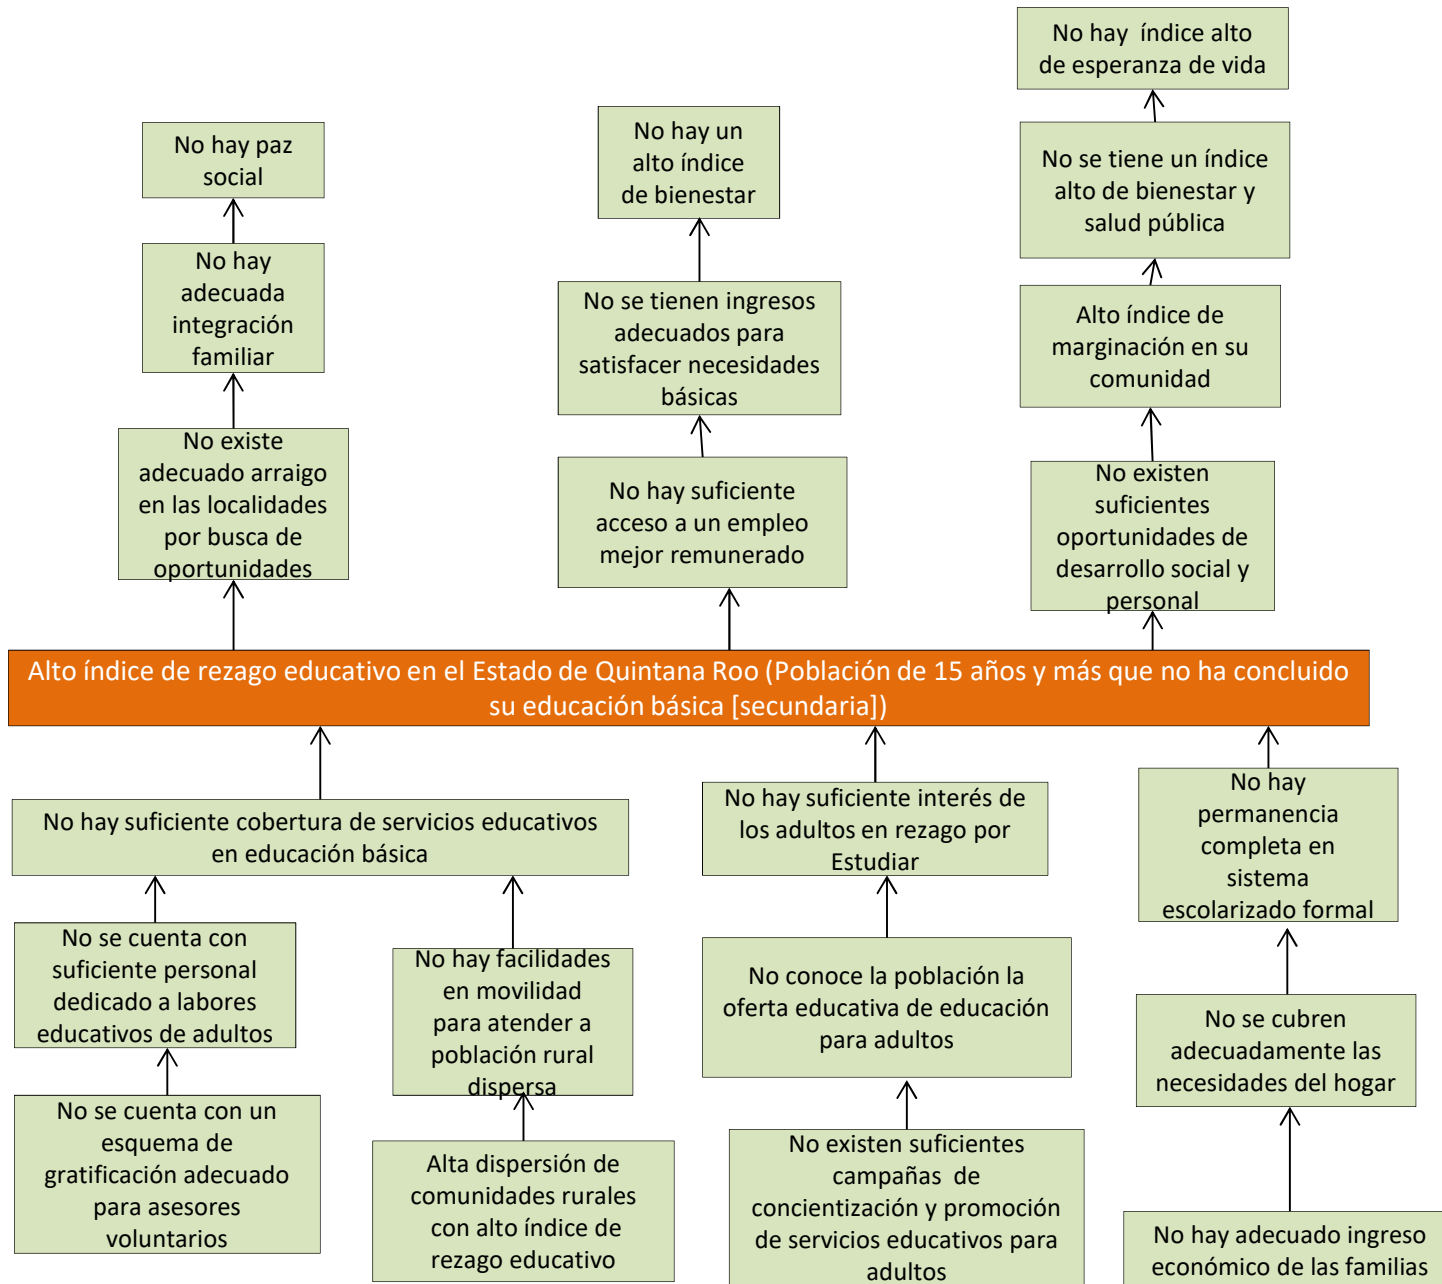 No hay índice alto
de esperanza de vida
No hay paz
social
No hay un
alto índice
de bienestar
No se tiene un índice
alto de bienestar y
salud pública
No hay
adecuada
integración
familiar
No se tienen ingresos
adecuados para
satisfacer necesidades
básicas
Alto índice de
marginación en su
comunidad
No existe
adecuado arraigo
en las localidades
por busca de
oportunidades
No hay suficiente
acceso a un empleo
mejor remunerado
No existen
suficientes
oportunidades de
desarrollo social y
personal
Alto índice de rezago educativo en el Estado de Quintana Roo (Población de 15 años y más que no ha concluido
su educación básica [secundaria])
No hay suficiente cobertura de servicios educativos
en educación básica
No hay suficiente interés de
los adultos en rezago por
Estudiar
No hay
permanencia
completa en
sistema
escolarizado formal
No se cuenta con
suficiente personal
dedicado a labores
educativos de adultos
No hay facilidades
en movilidad
para atender a
población rural
dispersa
No conoce la población la
oferta educativa de educación
para adultos
No se cubren
adecuadamente las
necesidades del hogar
No se cuenta con un
esquema de
gratificación adecuado
para asesores
voluntarios
Alta dispersión de
comunidades rurales
con alto índice de
rezago educativo
No existen suficientes
campañas de
concientización y promoción
de servicios educativos para
adultos
No hay adecuado ingreso
económico de las familias